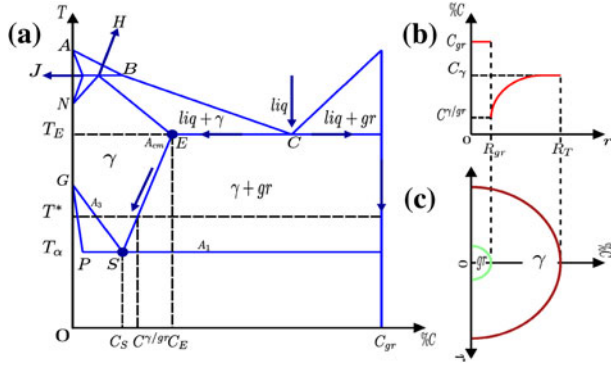 (a)
T
H
A
J
B
N
liq
liq + γ
liq + gr
T_E
A_cm
E
C
γ
G
γ + gr
T*
A_3
T_α
A_1
P
S
O
C_S
C^γ/gr
C_E
C_gr
%C
(b)
%C
C_gr
C_γ
C^γ/gr
o
R_gr
R_T
r
(c)
o
gr
γ
%C
r